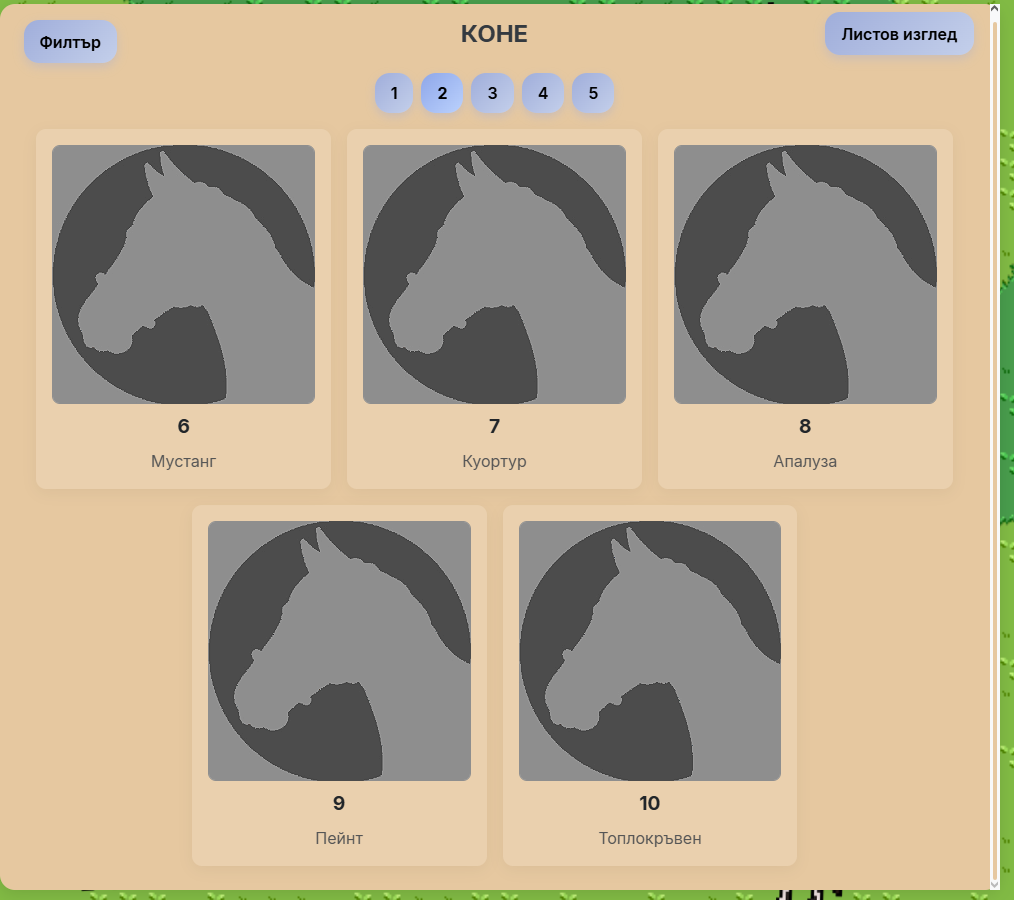 Филтър
КОНЕ
Листов изглед
1 2 3 4 5
6 7 8
Мустанг Куортур Апалуза
9 10
Пейнт Топлокръвен